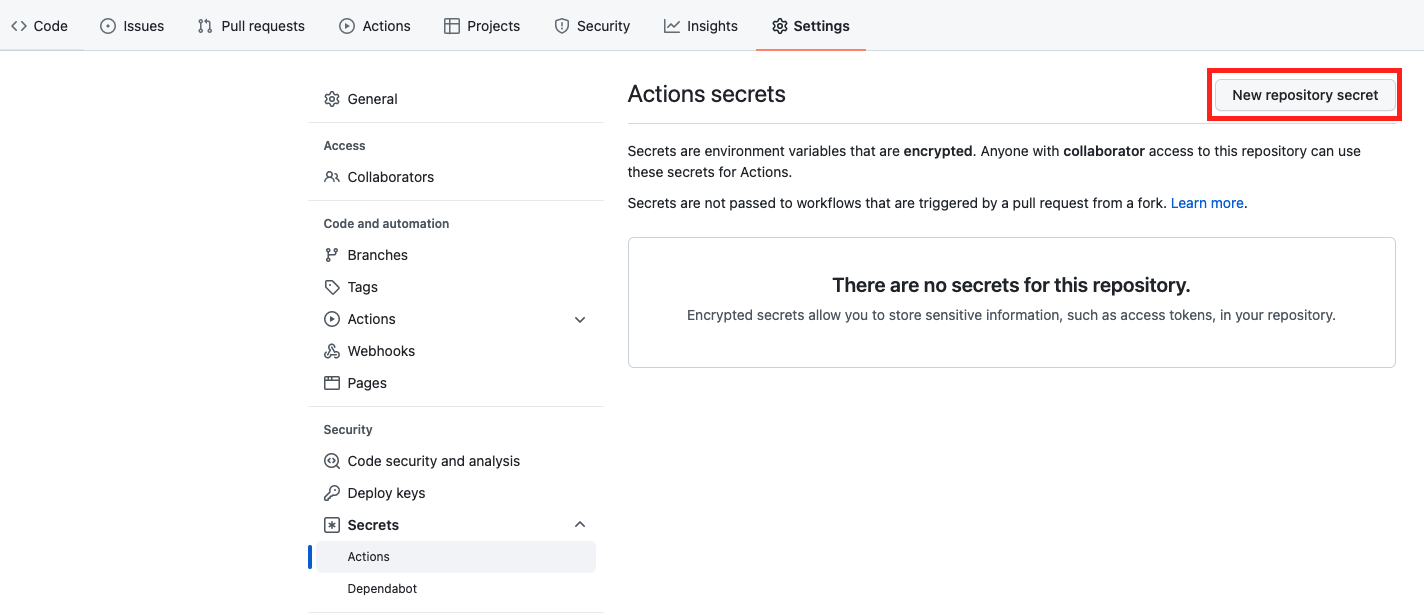 Code Issues Pull requests Actions Projects Security Insights Settings
General
Access
Collaborators
Code and automation
Branches
Tags
Actions
Webhooks
Pages
Security
Code security and analysis
Deploy keys
Secrets
Actions
Dependabot
Actions secrets
New repository secret
Secrets are environment variables that are encrypted. Anyone with collaborator access to this repository can use
these secrets for Actions.
Secrets are not passed to workflows that are triggered by a pull request from a fork. Learn more.
There are no secrets for this repository.
Encrypted secrets allow you to store sensitive information, such as access tokens, in your repository.